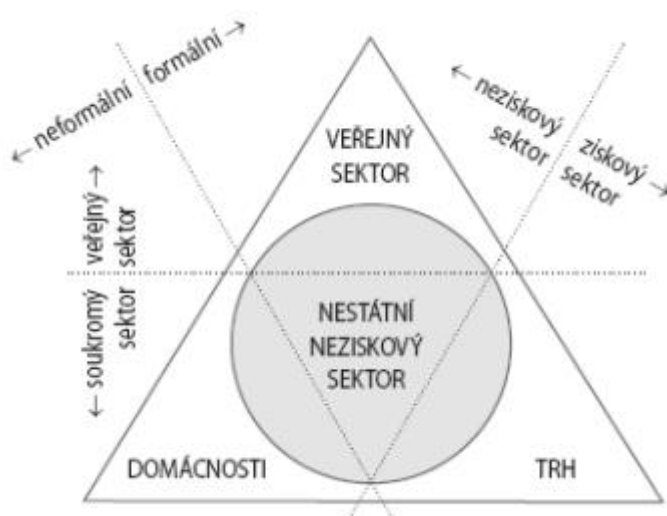 ← neformální formální →
← neziskový ziskový →
sektor sektor
VEŘEJNÝ
SEKTOR
← soukromý veřejný →
sektor sektor
NESTÁTNÍ
NEZISKOVÝ
SEKTOR
DOMÁCNOSTI
TRH